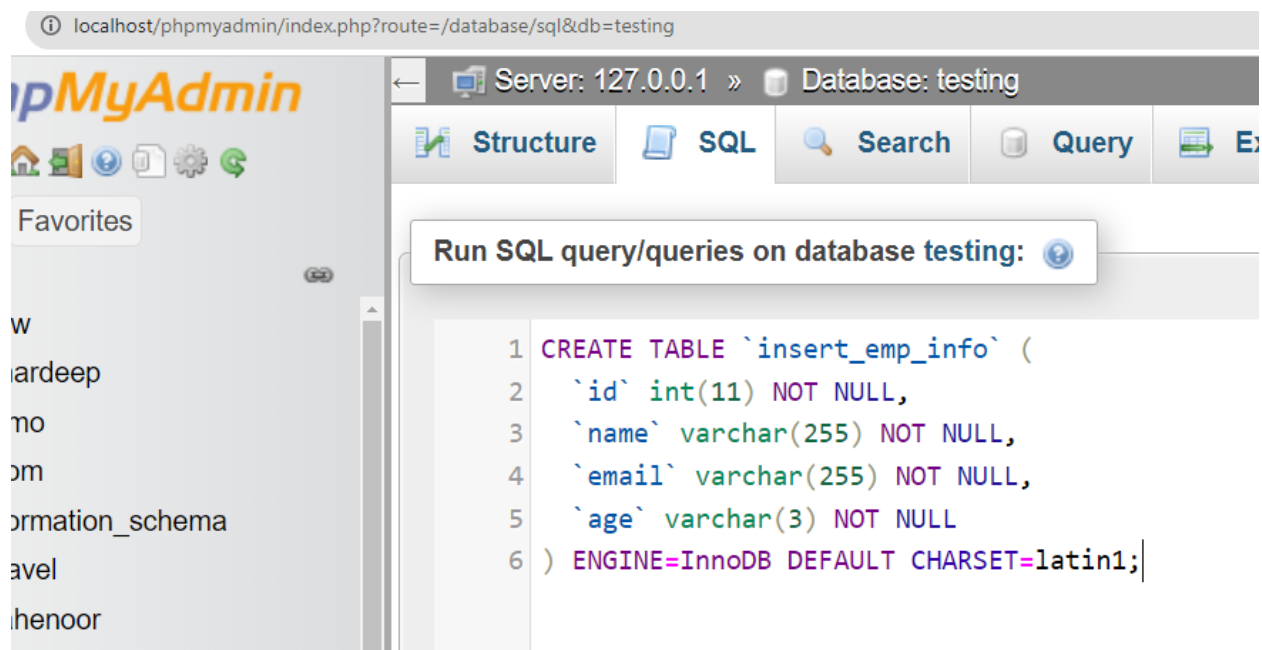 localhost/phpmyadmin/index.php?route=/database/sql&db=testing
pMyAdmin
Server: 127.0.0.1 » Database: testing
Structure SQL Search Query
Favorites
Run SQL query/queries on database testing:
1 CREATE TABLE `insert_emp_info` (
2 `id` int(11) NOT NULL,
3 `name` varchar(255) NOT NULL,
4 `email` varchar(255) NOT NULL,
5 `age` varchar(3) NOT NULL
6 ) ENGINE=InnoDB DEFAULT CHARSET=latin1;
w
ardeep
mo
om
ormation_schema
avel
henoor